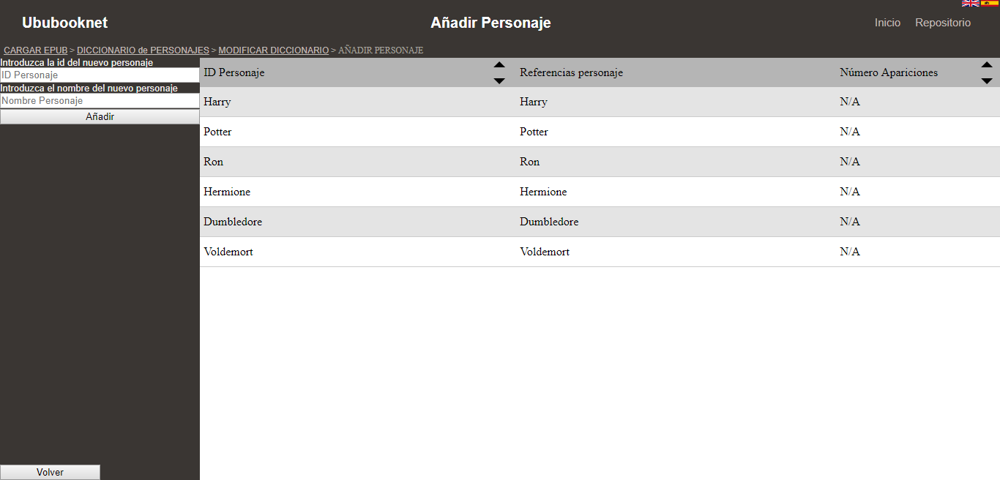 Ububooknet
Añadir Personaje
Inicio Repositorio
CARGAR EPUB > DICCIONARIO de PERSONAJES > MODIFICAR DICCIONARIO > AÑADIR PERSONAJE
Introduzca la id del nuevo personaje
ID Personaje
Introduzca el nombre del nuevo personaje
Nombre Personaje
Añadir
ID Personaje Referencias personaje Número Apariciones
Harry Harry N/A
Potter Potter N/A
Ron Ron N/A
Hermione Hermione N/A
Dumbledore Dumbledore N/A
Voldemort Voldemort N/A
Volver